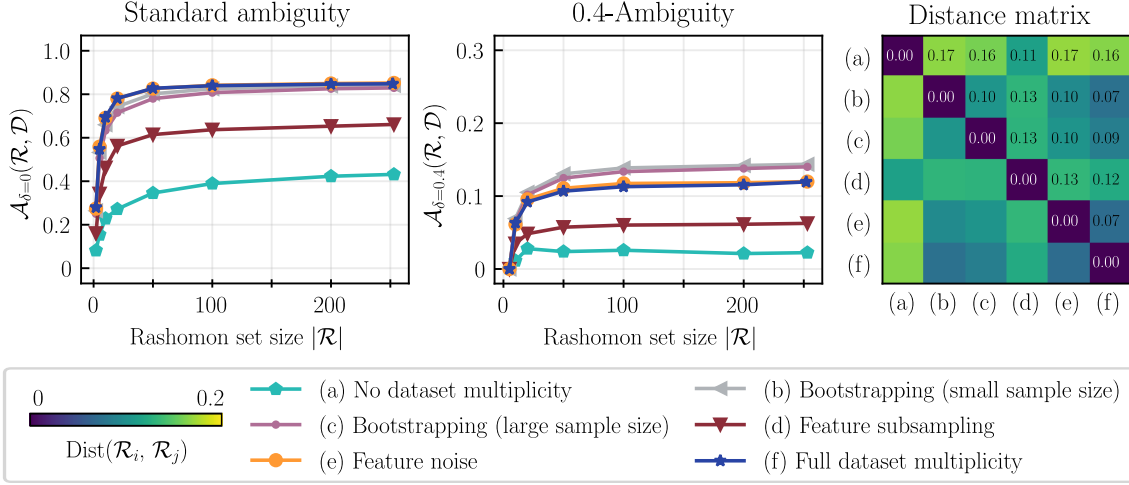 Standard ambiguity
0.4-Ambiguity
Distance matrix
𝒜δ=0(ℛ, 𝒟)
1.0
0.8
0.6
0.4
0.2
0
0
50
100
200
Rashomon set size |ℛ|
𝒜δ=0.4(ℛ, 𝒟)
0.3
0.2
0.1
0.0
0
100
200
Rashomon set size |ℛ|
(a) 0.00 0.17 0.16 0.11 0.17 0.16
(b) 0.00 0.10 0.13 0.10 0.07
(c) 0.00 0.13 0.10 0.09
(d) 0.00 0.13 0.12
(e) 0.00 0.07
(f) 0.00
(a) (b) (c) (d) (e) (f)
0 0.2
Dist(ℛi, ℛj)
(a) No dataset multiplicity
(b) Bootstrapping (small sample size)
(c) Bootstrapping (large sample size)
(d) Feature subsampling
(e) Feature noise
(f) Full dataset multiplicity